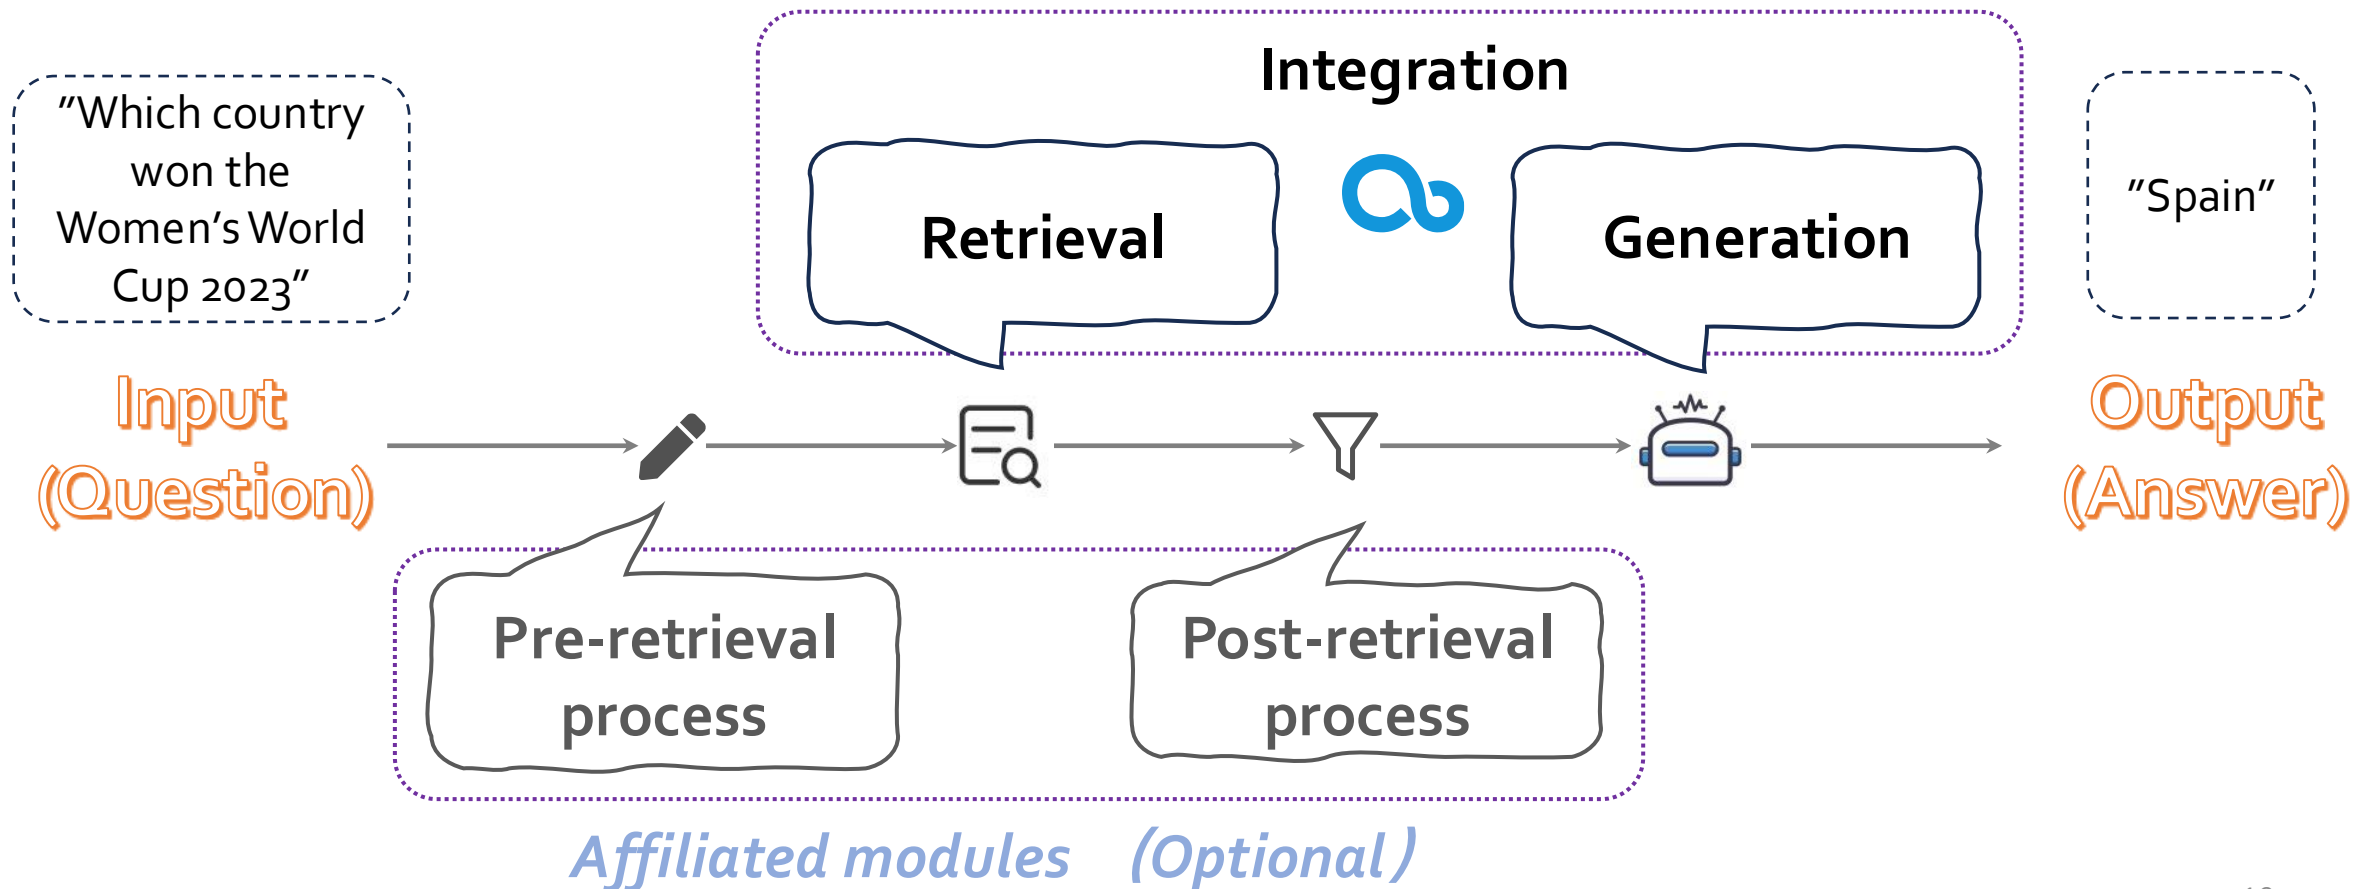 Integration
"Which country
won the
Women's World
Cup 2023"
Retrieval
Generation
"Spain"
Input
(Question)
Output
(Answer)
Pre-retrieval
process
Post-retrieval
process
Affiliated modules (Optional)